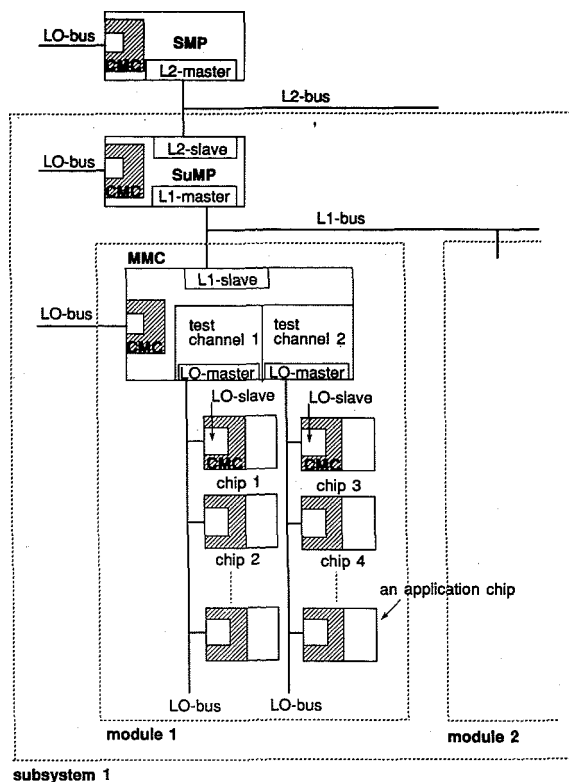 LO-bus
SMP
CMC
L2-master
L2-bus
L2-slave
LO-bus
SuMP
CMC
L1-master
L1-bus
MMC
L1-slave
LO-bus
test
channel 1
test
channel 2
CMC
LO-master
LO-master
LO-slave
LO-slave
CMC
CMC
chip 1
chip 3
chip 2
chip 4
an application chip
LO-bus
LO-bus
module 1
module 2
subsystem 1